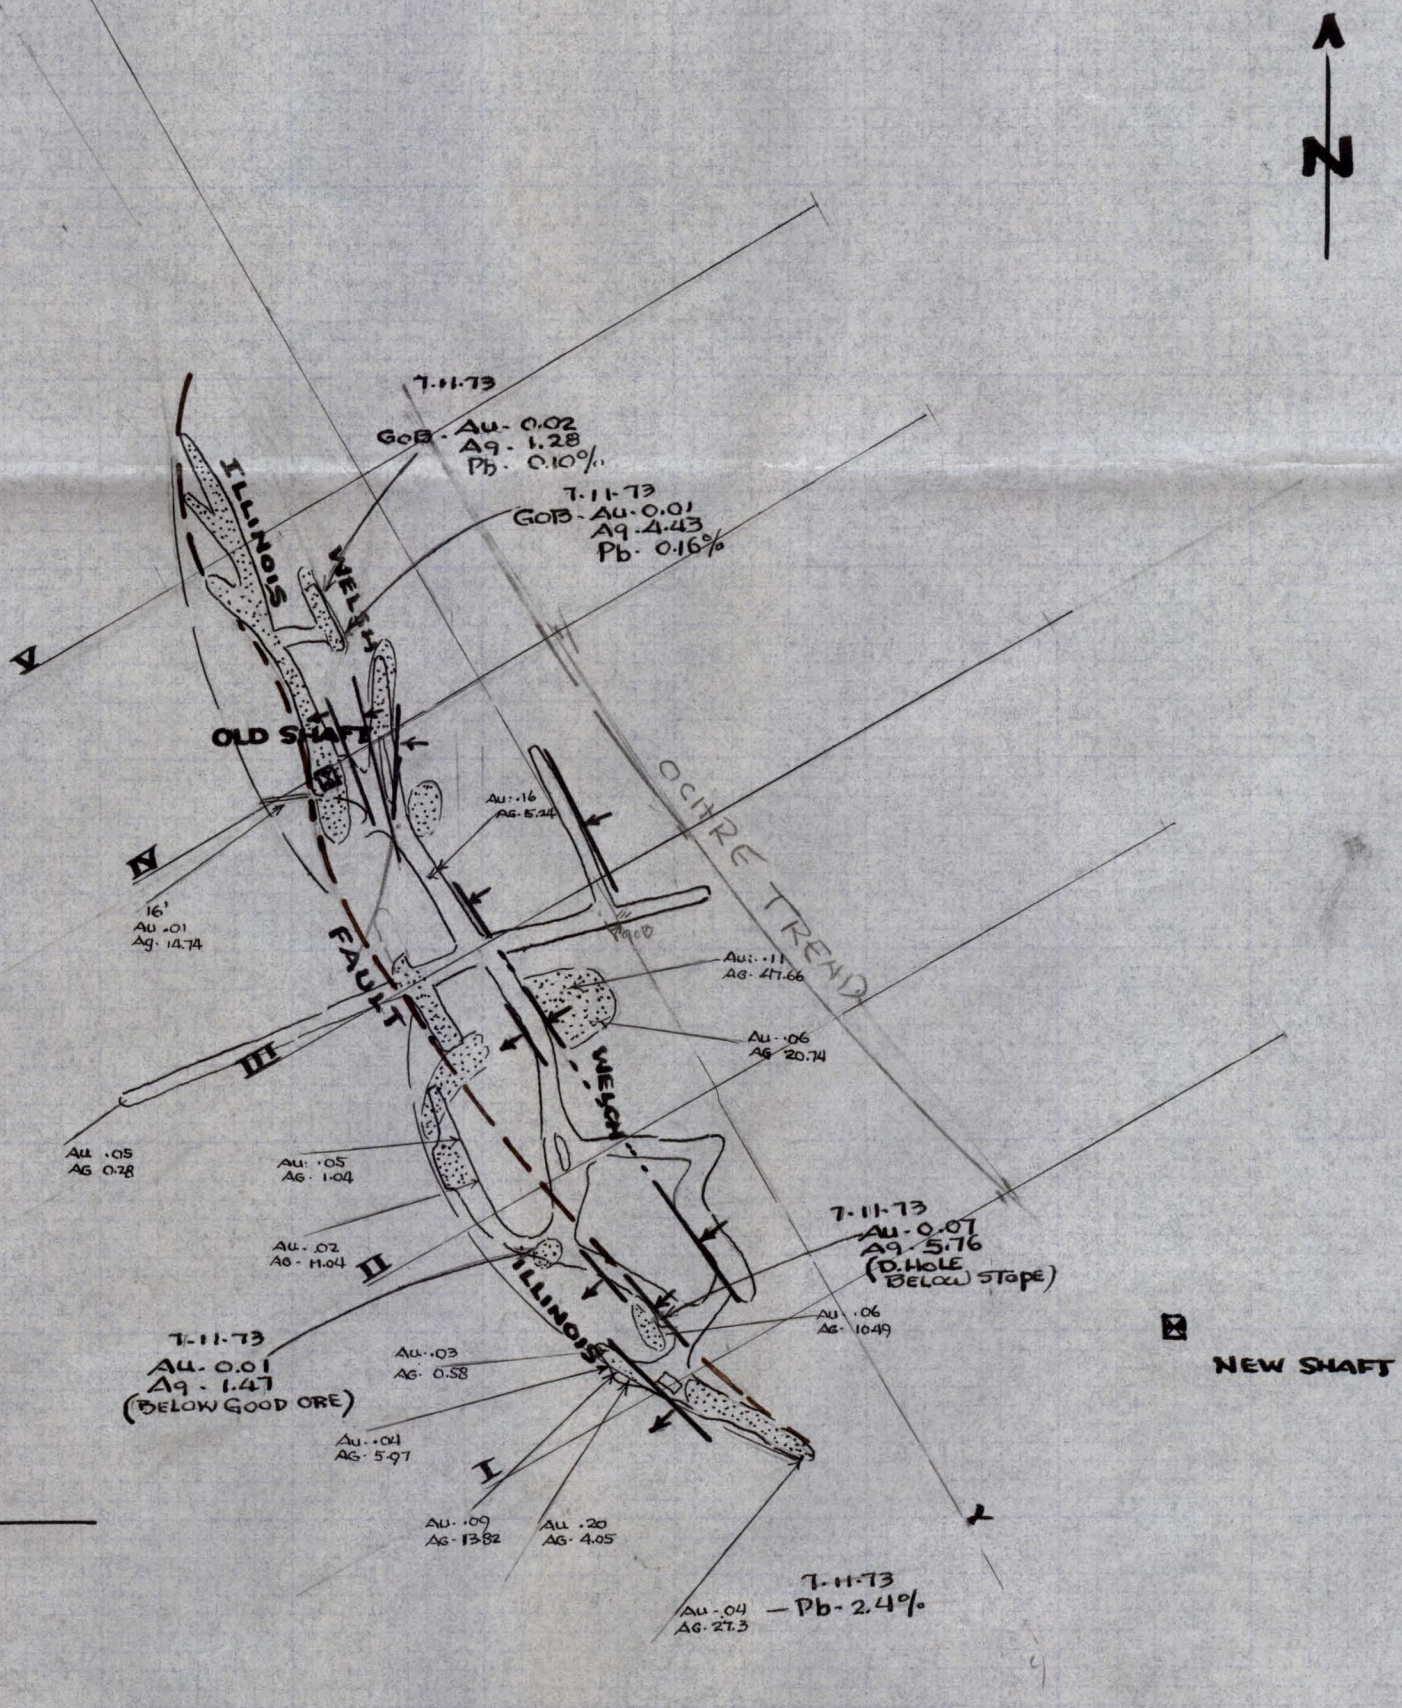 N
7-11-73
GOB - Au - 0.02
Ag - 1.28
Pb - 0.10%
7-11-73
GOB - Au - 0.01
Ag - 4.43
Pb - 0.16%
ILLINOIS
WELSH
V
OLD SHAFT
OCHRE TREND
Au: .16
AG- 5.24
IV
16'
Au .01
Ag- 14.74
FAULT
GOB
Au: .11
AG- 47.66
Au- .06
AG 20.74
III
WELCH
Au .05
AG 0.28
Au: .05
AG- 1.04
Au- .02
AG- 11.04
II
7-11-73
Au - 0.07
Ag - 5.76
(D. HOLE
BELOW STOPE)
ILLINOIS
Au- .06
AG- 10.49
NEW SHAFT
7-11-73
Au - 0.01
Ag - 1.47
(BELOW GOOD ORE)
Au- .03
AG- 0.58
Au- .04
AG- 5.97
I
Au- .09
AG- 13.82
Au .20
AG- 4.05
7-11-73
Au - .04 — Pb - 2.4%
AG- 27.3